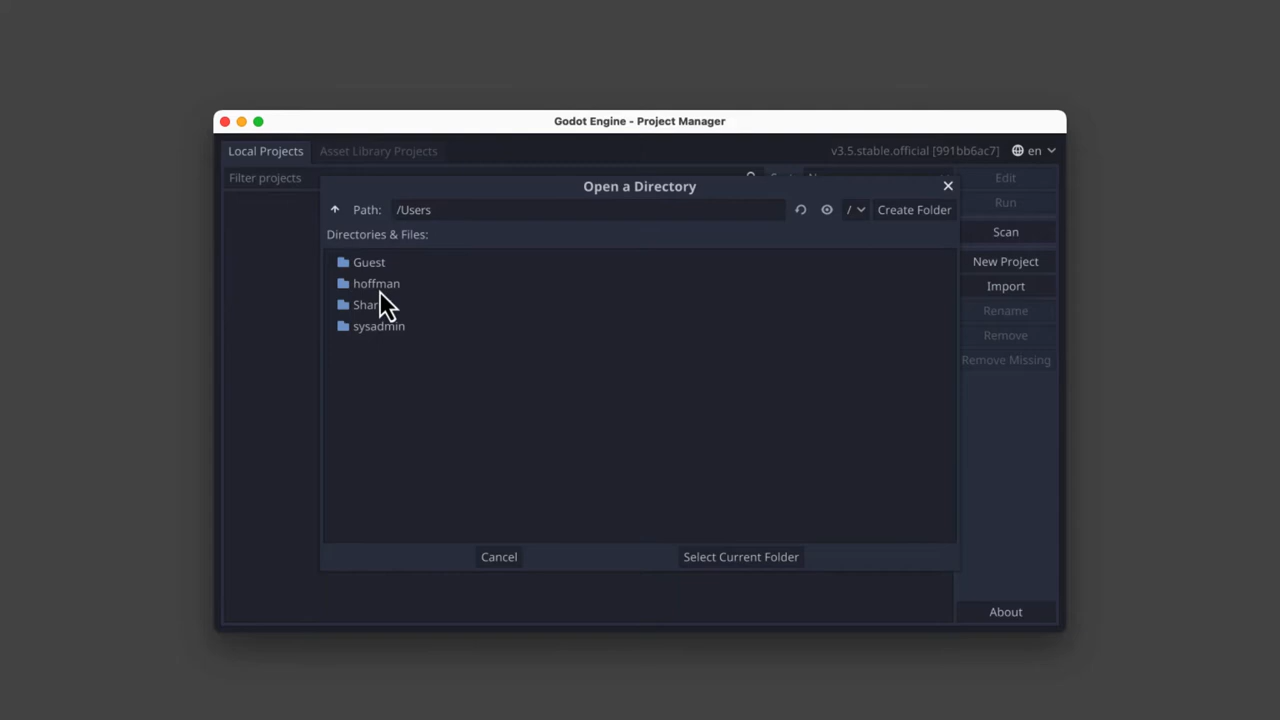 Godot Engine - Project Manager
Local Projects
Asset Library Projects
v3.5.stable.official [991bb6ac7]
en
Filter projects
Edit
Open a Directory
Run
Path:
/Users
/
Create Folder
Directories & Files:
Scan
Guest
New Project
hoffman
Import
sysadmin
Rename
Remove
Remove Missing
Cancel
Select Current Folder
About